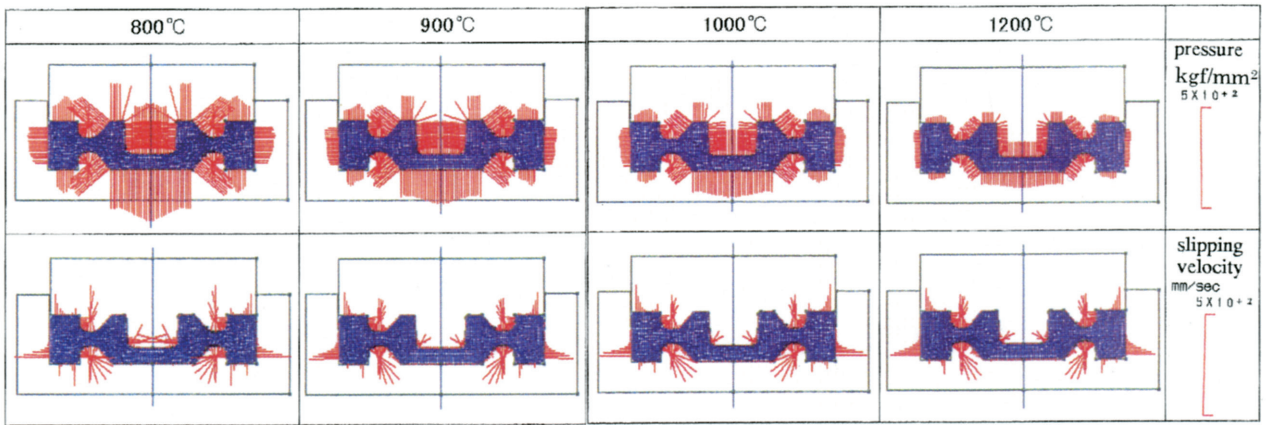 800℃
900℃
1000℃
1200℃
pressure
kgf/mm²
5X10+2
slipping
velocity
mm/sec
5X10+2